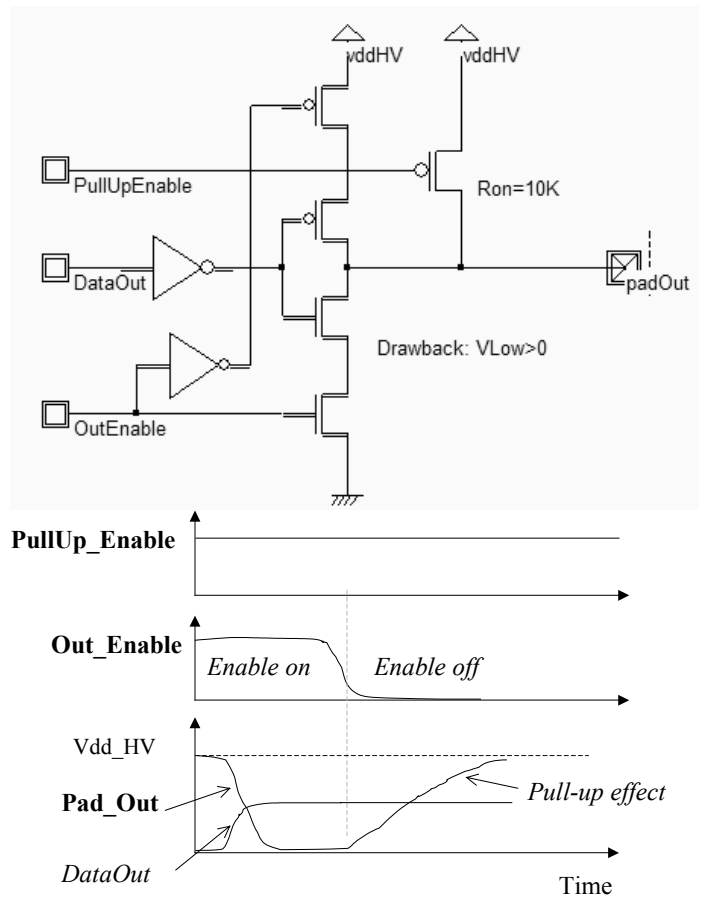 vddHV
vddHV
PullUpEnable
Ron=10K
DataOut
padOut
Drawback: VLow>0
OutEnable
PullUp_Enable
Out_Enable
Enable on
Enable off
Vdd_HV
Pad_Out
Pull-up effect
DataOut
Time